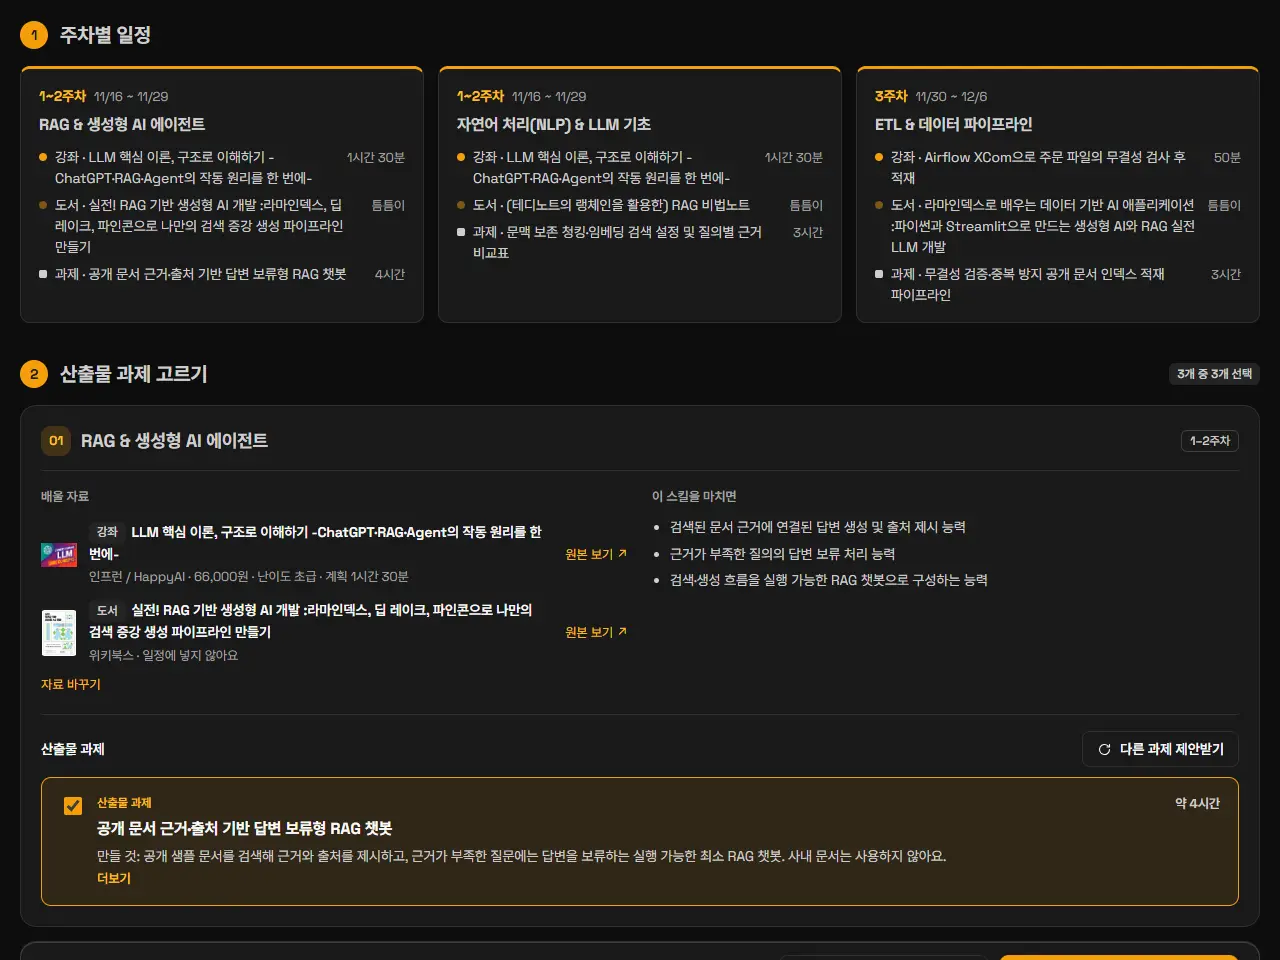 1 주차별 일정
1~2주차 11/16 ~ 11/29
RAG & 생성형 AI 에이전트
강좌 · LLM 핵심 이론, 구조로 이해하기 - 1시간 30분
ChatGPT·RAG·Agent의 작동 원리를 한 번에-
도서 · 실전! RAG 기반 생성형 AI 개발 :라마인덱스, 딥 틈틈이
레이크, 파인콘으로 나만의 검색 증강 생성 파이프라인
만들기
과제 · 공개 문서 근거·출처 기반 답변 보류형 RAG 챗봇 4시간
1~2주차 11/16 ~ 11/29
자연어 처리(NLP) & LLM 기초
강좌 · LLM 핵심 이론, 구조로 이해하기 - 1시간 30분
ChatGPT·RAG·Agent의 작동 원리를 한 번에-
도서 · (테디노트의 랭체인을 활용한) RAG 비법노트 틈틈이
과제 · 문맥 보존 청킹·임베딩 검색 설정 및 질의별 근거 3시간
비교표
3주차 11/30 ~ 12/6
ETL & 데이터 파이프라인
강좌 · Airflow XCom으로 주문 파일의 무결성 검사 후 50분
적재
도서 · 라마인덱스로 배우는 데이터 기반 AI 애플리케이션 틈틈이
:파이썬과 Streamlit으로 만드는 생성형 AI와 RAG 실전
LLM 개발
과제 · 무결성 검증·중복 방지 공개 문서 인덱스 적재 3시간
파이프라인
2 산출물 과제 고르기 3개 중 3개 선택
01 RAG & 생성형 AI 에이전트 1–2주차
배울 자료
강좌 LLM 핵심 이론, 구조로 이해하기 -ChatGPT·RAG·Agent의 작동 원리를 한
번에-
원본 보기 ↗
인프런 / HappyAI · 66,000원 · 난이도 초급 · 계획 1시간 30분
도서 실전! RAG 기반 생성형 AI 개발 :라마인덱스, 딥 레이크, 파인콘으로 나만의
검색 증강 생성 파이프라인 만들기
원본 보기 ↗
위키북스 · 일정에 넣지 않아요
자료 바꾸기
이 스킬을 마치면
검색된 문서 근거에 연결된 답변 생성 및 출처 제시 능력
근거가 부족한 질의의 답변 보류 처리 능력
검색·생성 흐름을 실행 가능한 RAG 챗봇으로 구성하는 능력
산출물 과제 다른 과제 제안받기
산출물 과제 약 4시간
공개 문서 근거·출처 기반 답변 보류형 RAG 챗봇
만들 것: 공개 샘플 문서를 검색해 근거와 출처를 제시하고, 근거가 부족한 질문에는 답변을 보류하는 실행 가능한 최소 RAG 챗봇. 사내 문서는 사용하지 않아요.
더보기